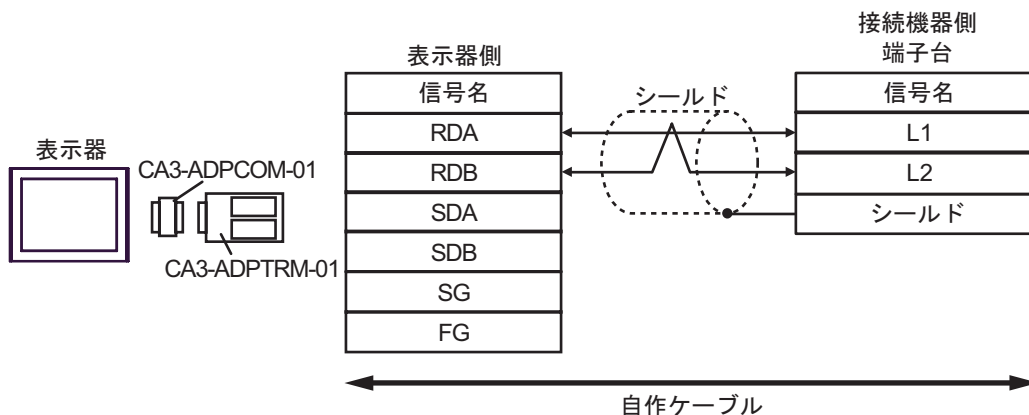 接続機器側
端子台
表示器側
信号名
シールド
信号名
RDA
L1
表示器
CA3-ADPCOM-01
RDB
L2
SDA
シールド
CA3-ADPTRM-01
SDB
SG
FG
自作ケーブル